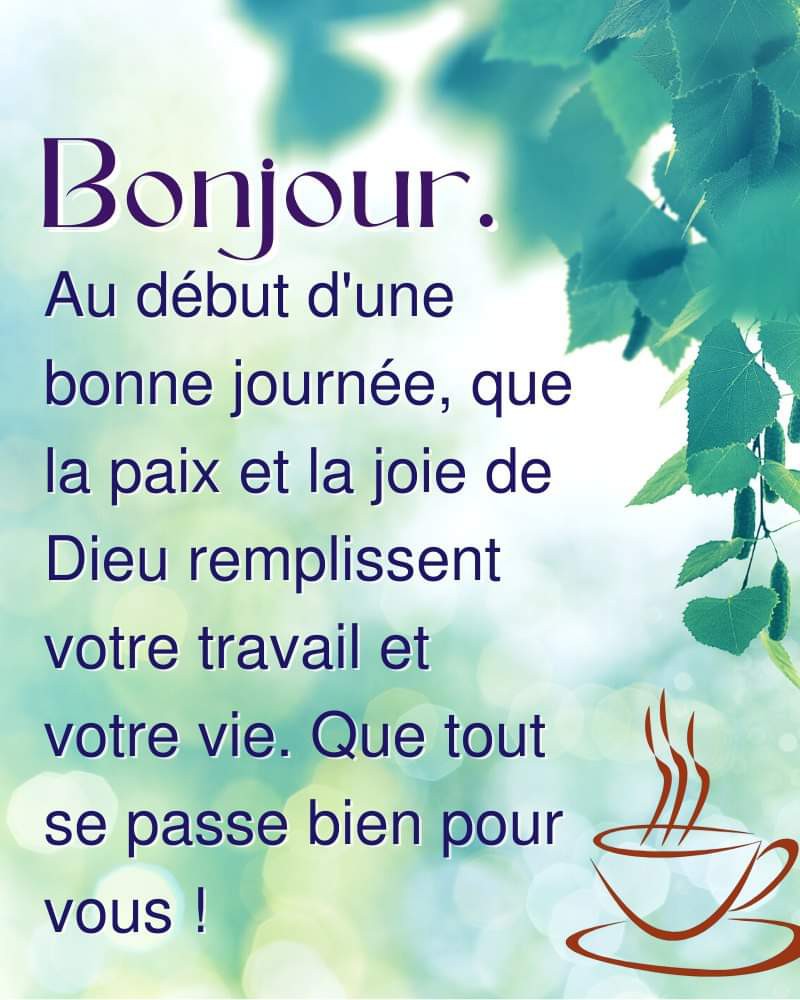 Bonjour.
Au début d'une
bonne journée, que
la paix et la joie de
Dieu remplissent
votre travail et
votre vie. Que tout
se passe bien pour
vous !